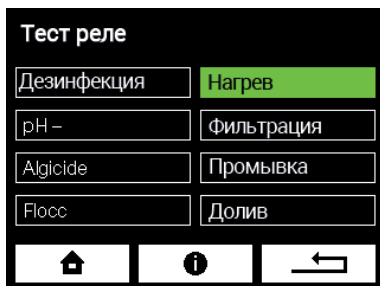 Тест реле
Дезинфекция Нагрев
pH – Фильтрация
Algicide Промывка
Flocc Долив